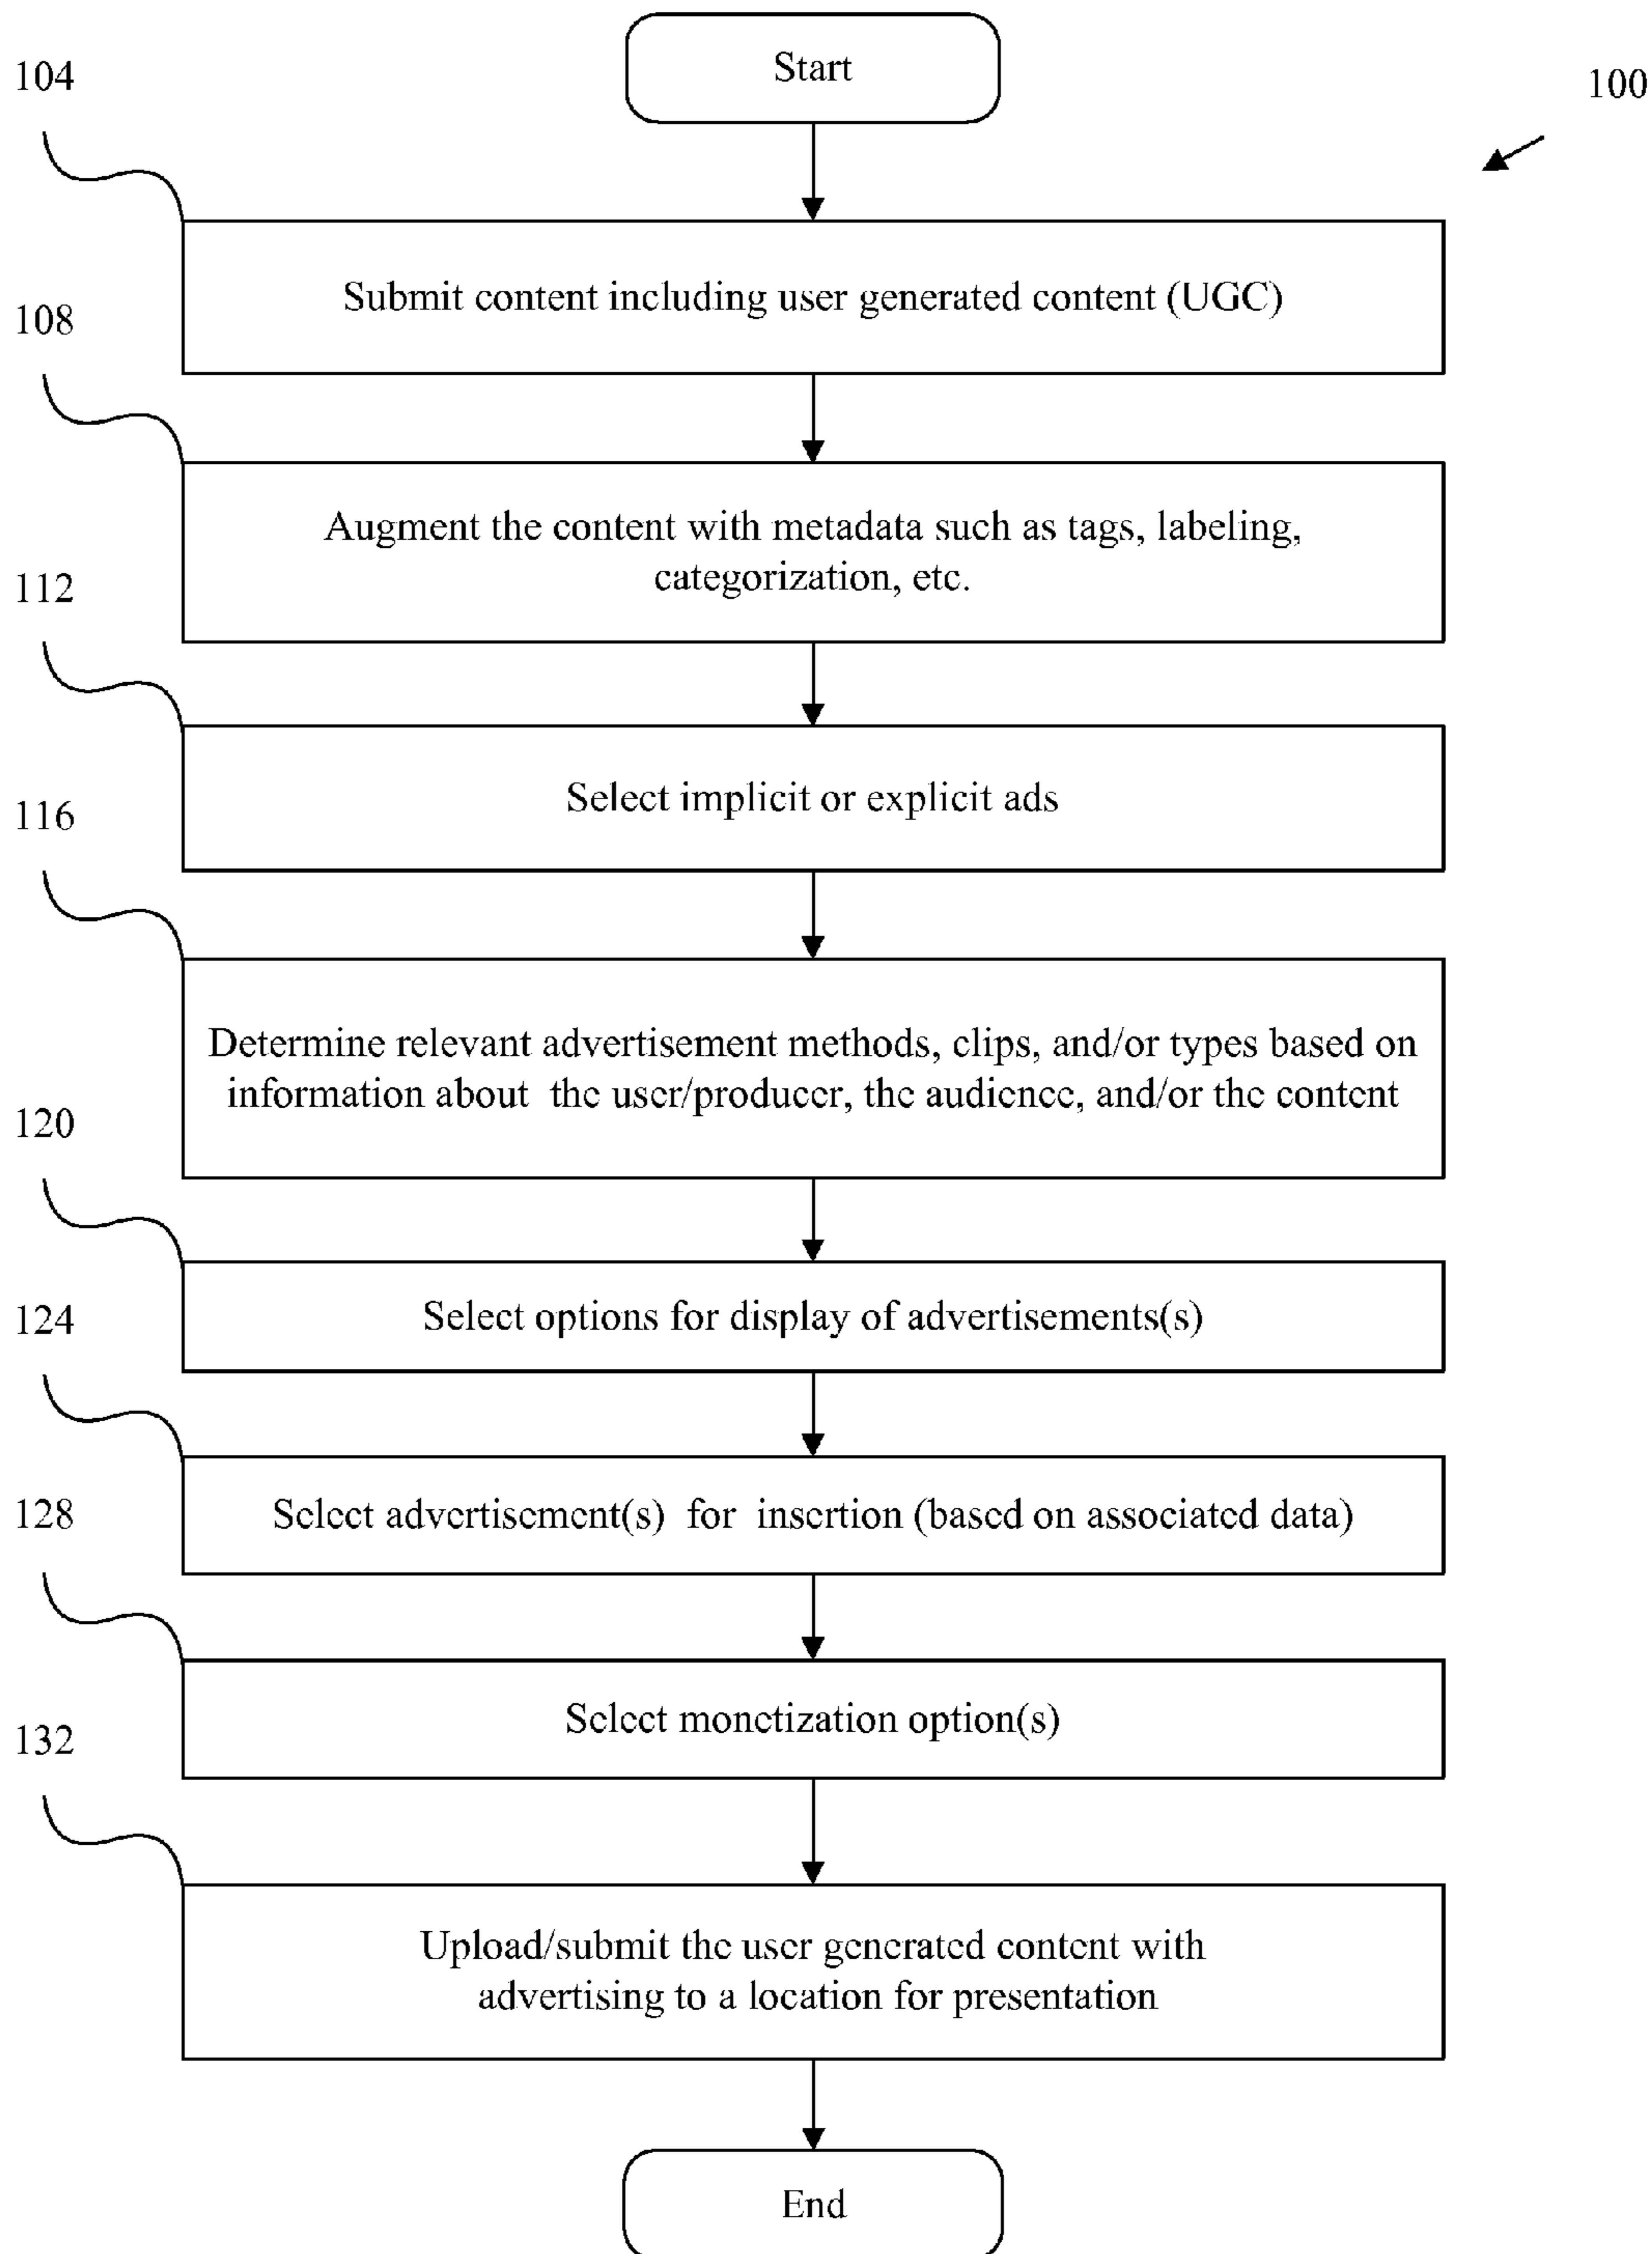 Start
104
100
Submit content including user generated content (UGC)
108
Augment the content with metadata such as tags, labeling,
categorization, etc.
112
Select implicit or explicit ads
116
Determine relevant advertisement methods, clips, and/or types based on
information about the user/producer, the audience, and/or the content
120
Select options for display of advertisements(s)
124
Select advertisement(s) for insertion (based on associated data)
128
Select monetization option(s)
132
Upload/submit the user generated content with
advertising to a location for presentation
End